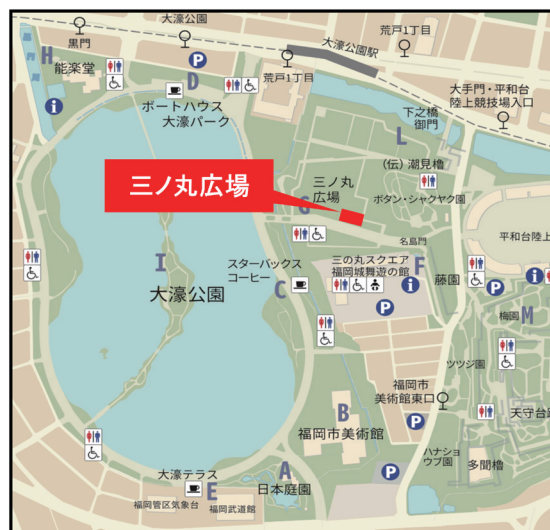 大濠公園
荒戸1丁目
黒門
大濠公園駅
H
能楽堂
P
荒戸1丁目
D
大手門・平和台
陸上競技場入口
i
ボートハウス
大濠パーク
下之橋
御門
L
(伝)潮見櫓
三ノ丸広場
三ノ丸
広場
ボタン・シャクヤク園
G
名島門
平和台陸上
I
スターバックス
コーヒー
三の丸スクエア
福岡城舞遊の館
F
藤園
i
大濠公園
C
i
P
P
梅園
M
ツツジ園
福岡市
美術館東口
B
天守台跡
福岡市美術館
P
ハナショ
ウブ園
多聞櫓
大濠テラス
A
P
E
日本庭園
福岡管区気象台
福岡武道館